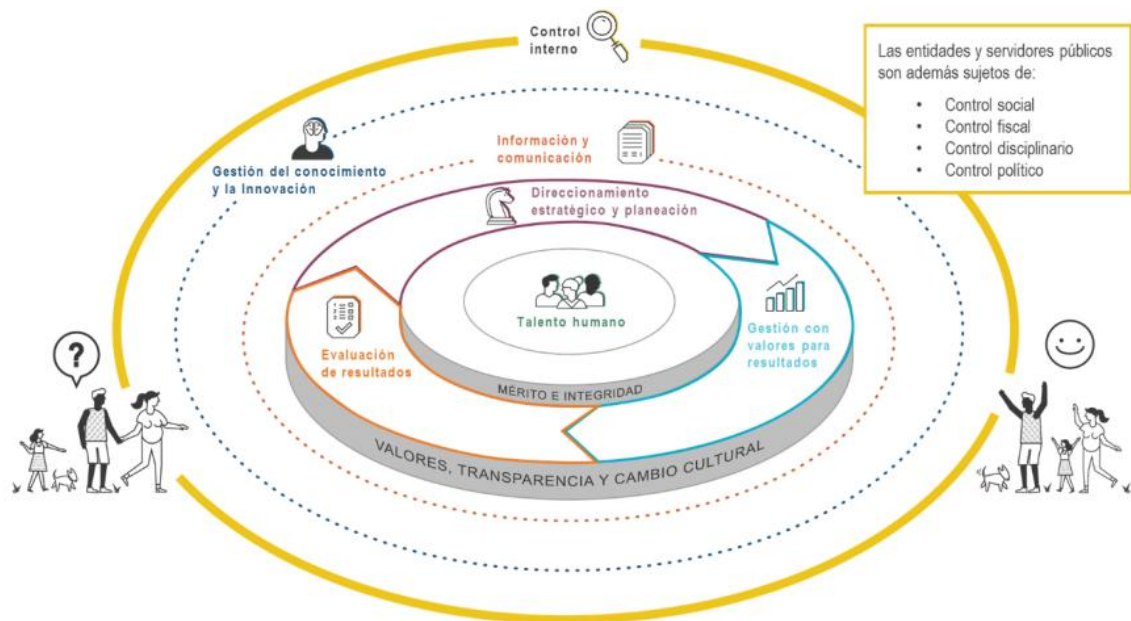 Control
interno
Las entidades y servidores públicos
son además sujetos de:
• Control social
• Control fiscal
• Control disciplinario
• Control político
Gestión del conocimiento
y la Innovación
Información y
comunicación
Direccionamiento
estratégico y planeación
Talento humano
Gestión con
valores para
resultados
Evaluación
de resultados
MÉRITO E INTEGRIDAD
VALORES, TRANSPARENCIA Y CAMBIO CULTURAL
?